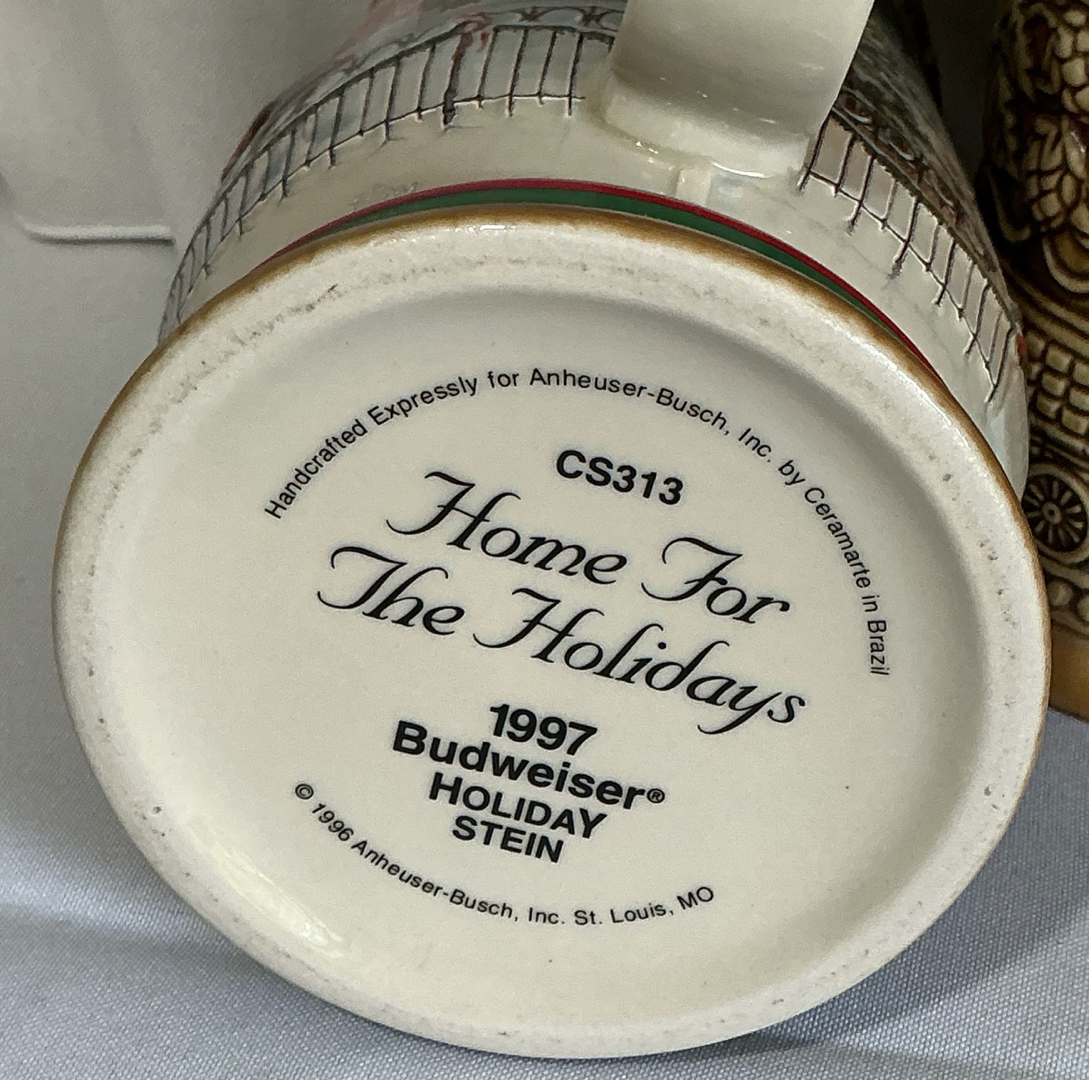 Handcrafted Expressly for Anheuser-Busch, Inc. by Ceramarte in Brazil
CS313
Home For
The Holidays
1997
Budweiser®
HOLIDAY
STEIN
© 1996 Anheuser-Busch, Inc. St. Louis, MO